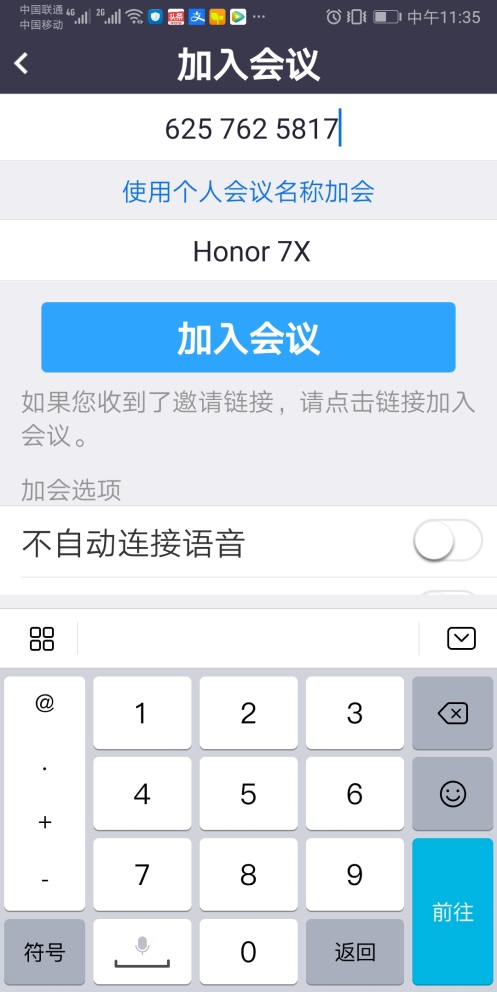 中国联通 4G 2G 中午11:35
中国移动
加入会议
625 762 5817
使用个人会议名称加会
Honor 7X
加入会议
如果您收到了邀请链接，请点击链接加入
会议。
加会选项
不自动连接语音
@ 1 2 3
.
4 5 6
+
7 8 9
-
前往
符号 0 返回